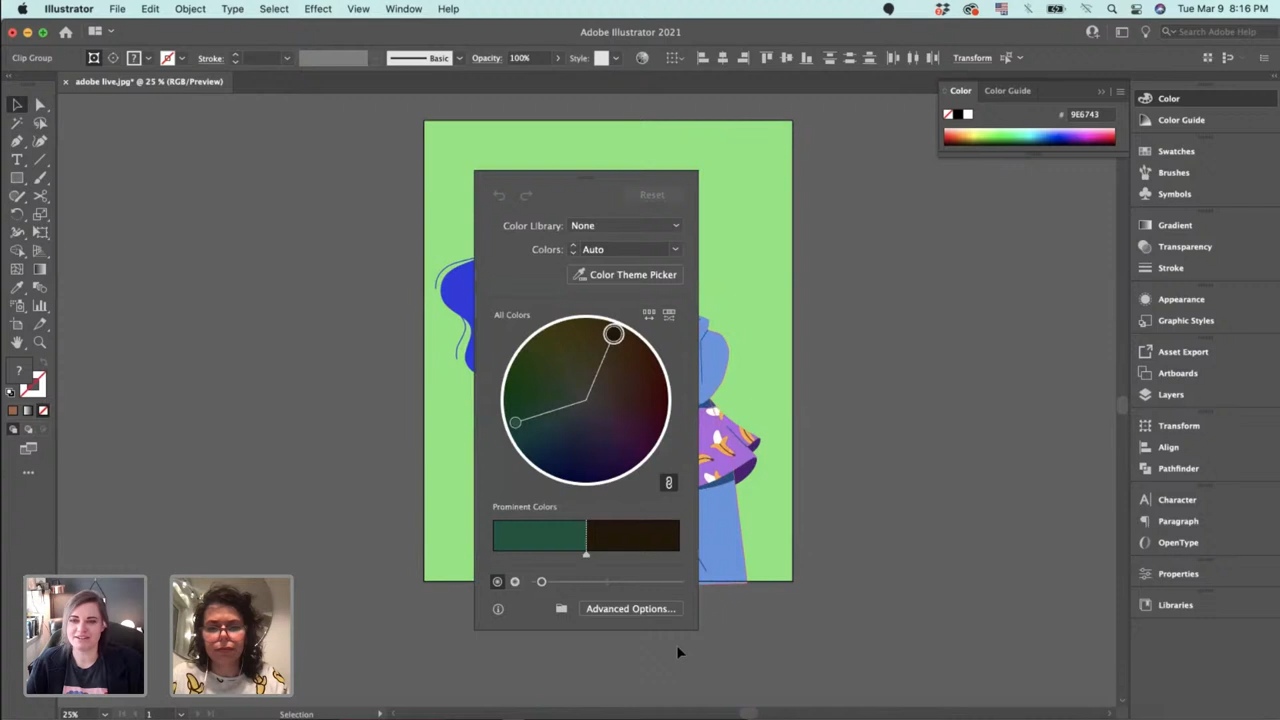 Illustrator File Edit Object Type Select Effect View Window Help Tue Mar 9 8:16 PM
Adobe Illustrator 2021 Search Adobe Help
Clip Group ? Stroke: Basic Opacity: 100% Style: Transform
× adobe live.jpg* @ 25 % (RGB/Preview)
Color Color Guide
# 9E6743
Color
Color Guide
Swatches
Brushes
Symbols
Gradient
Transparency
Stroke
Appearance
Graphic Styles
Asset Export
Artboards
Layers
Transform
Align
Pathfinder
Character
Paragraph
OpenType
Properties
Libraries
Reset
Color Library: None
Colors: Auto
Color Theme Picker
All Colors
Prominent Colors
Advanced Options...
?
25% 1 Selection